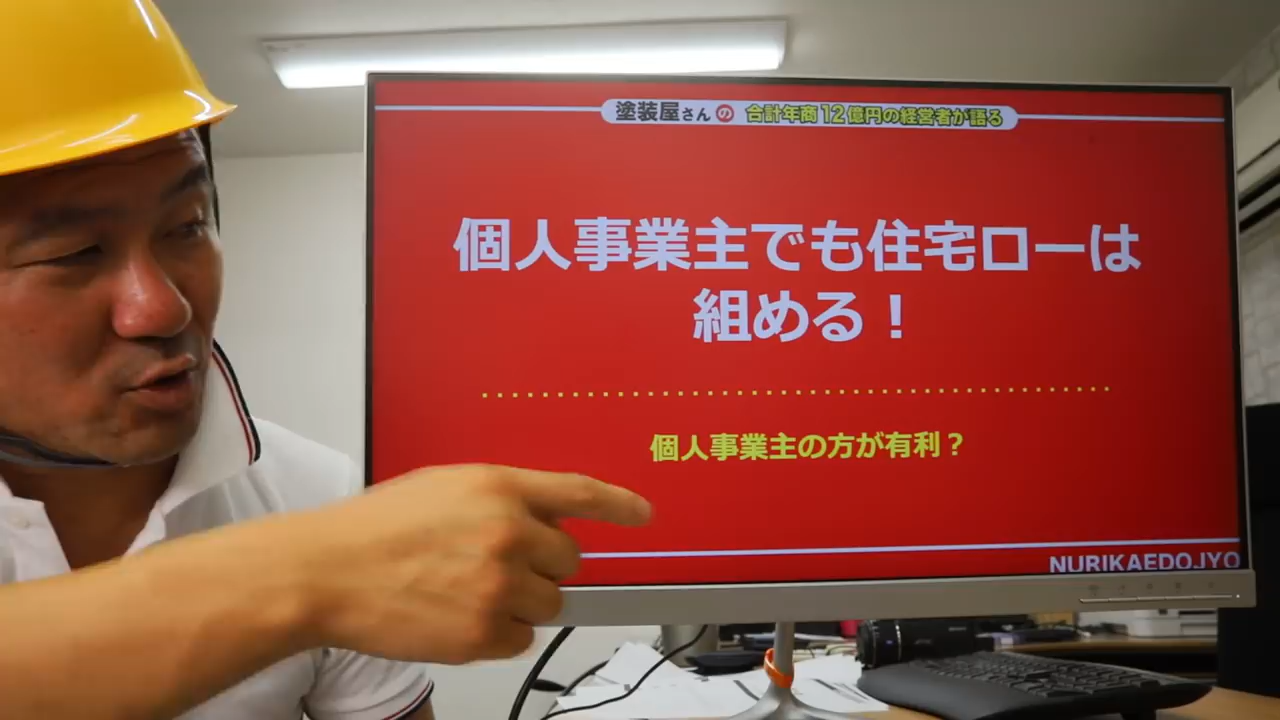 塗装屋さんの 合計年商12億円の経営者が語る
個人事業主でも住宅ローは
組める！
個人事業主の方が有利？
NURIKAEDOJYO